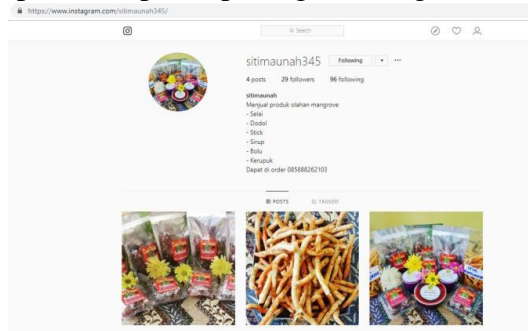 https://www.instagram.com/sitimaunah345/
Search
sitimaunah345 Following
4 posts 29 followers 96 following
sitimaunah
Menjual produk olahan mangrove
- Selai
- Dodol
- Stick
- Sirup
- Bolu
- Kerupuk
Dapat di order 085888262103
POSTS TAGGED